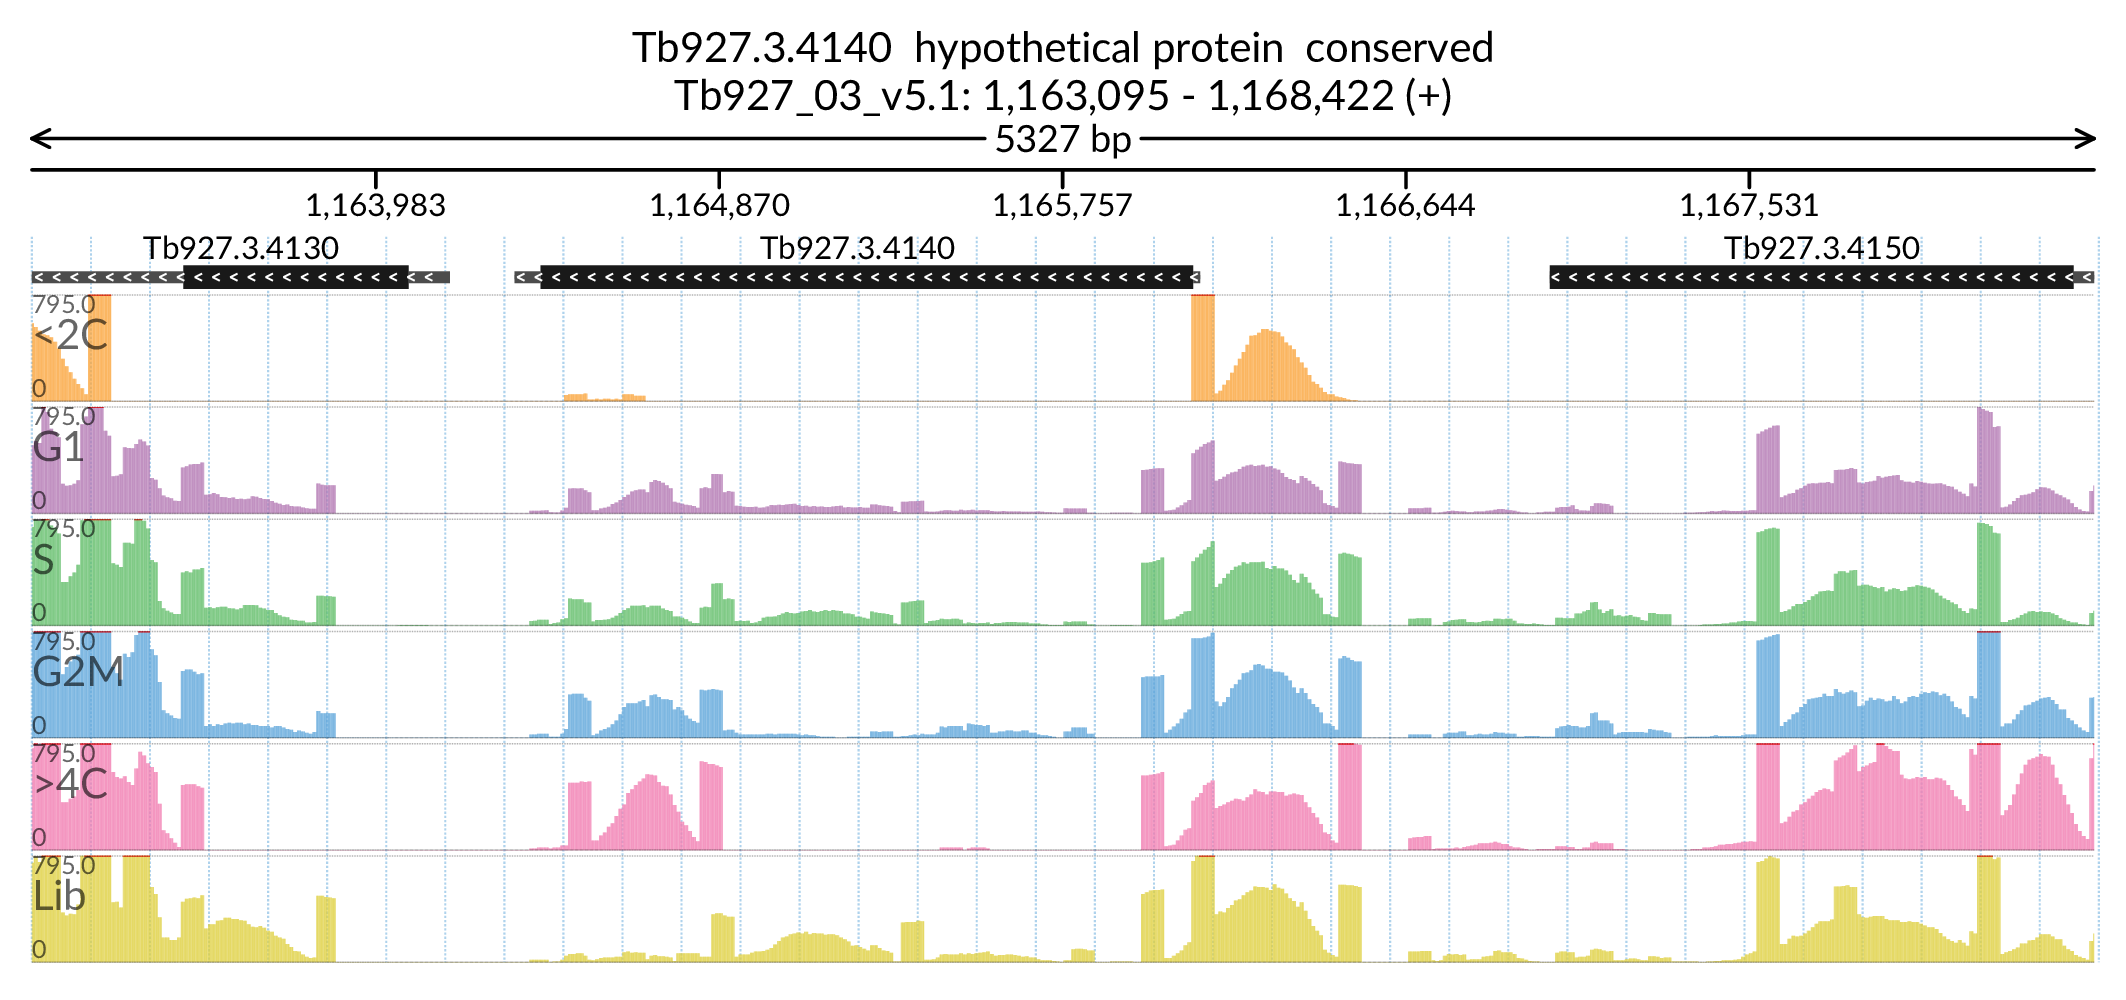 Tb927.3.4140  hypothetical protein  conserved
Tb927_03_v5.1: 1,163,095 - 1,168,422 (+)
5327 bp
1,163,983 1,164,870 1,165,757 1,166,644 1,167,531
Tb927.3.4130 Tb927.3.4140 Tb927.3.4150
795.0
<2C
0
795.0
G1
0
795.0
S
0
795.0
G2M
0
795.0
>4C
0
795.0
Lib
0